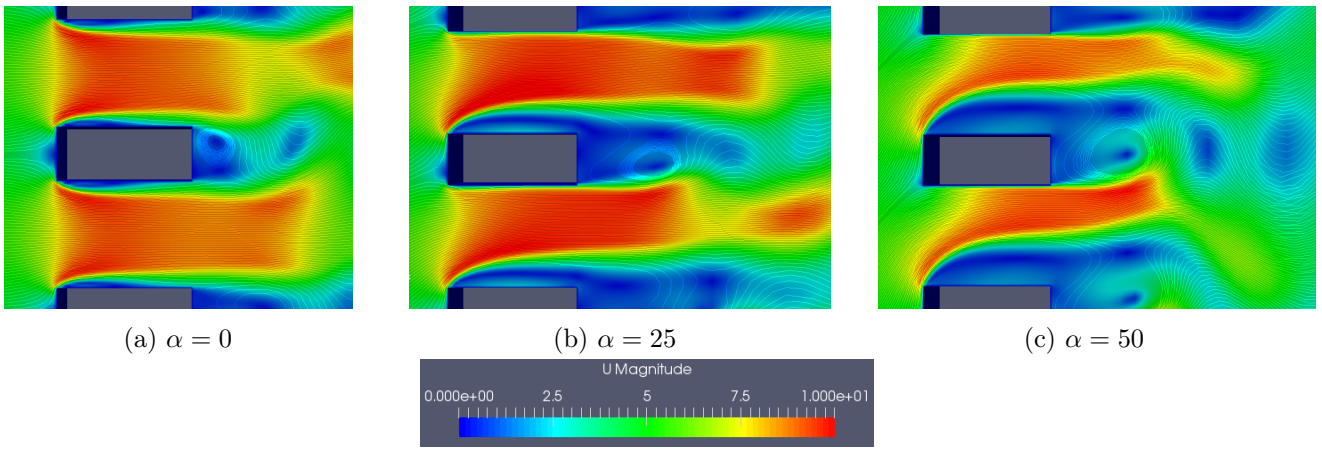 (a) α = 0
(b) α = 25
(c) α = 50
U Magnitude
0.000e+00 2.5 5 7.5 1.000e+01